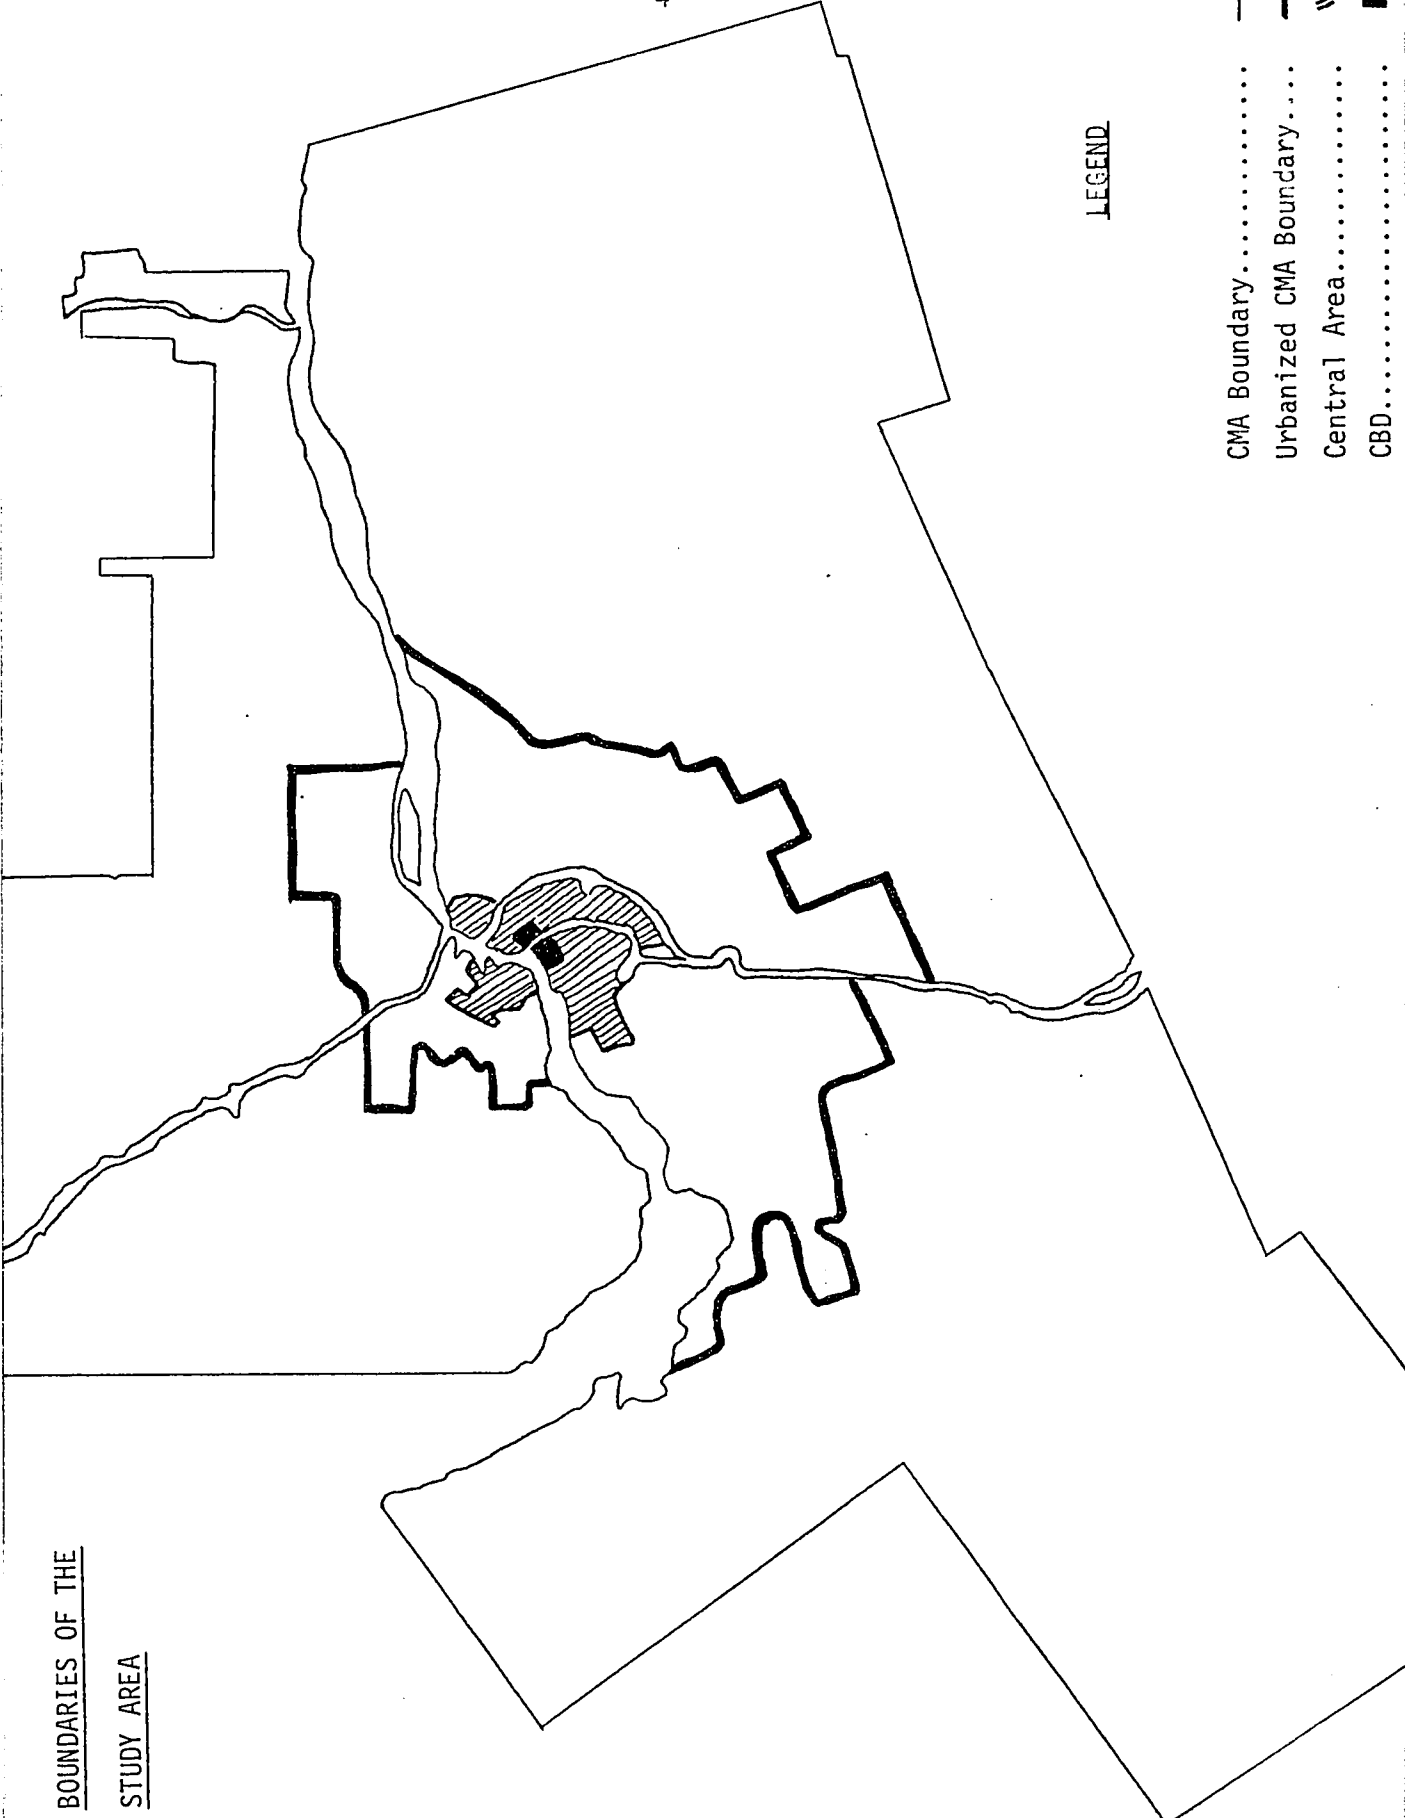 BOUNDARIES OF THE
STUDY AREA
LEGEND
CMA Boundary...............
Urbanized CMA Boundary....
Central Area...............
CBD........................